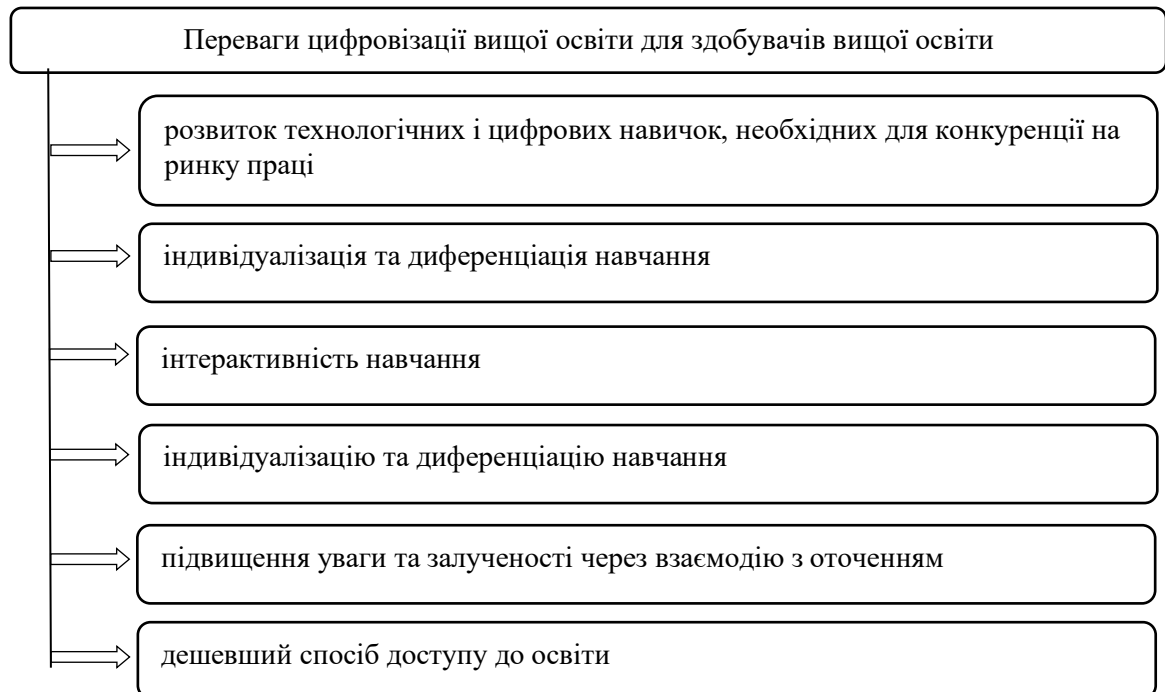 Переваги цифровізації вищої освіти для здобувачів вищої освіти
розвиток технологічних і цифрових навичок, необхідних для конкуренції на
ринку праці
індивідуалізація та диференціація навчання
інтерактивність навчання
індивідуалізацію та диференціацію навчання
підвищення уваги та залученості через взаємодію з оточенням
дешевший спосіб доступу до освіти